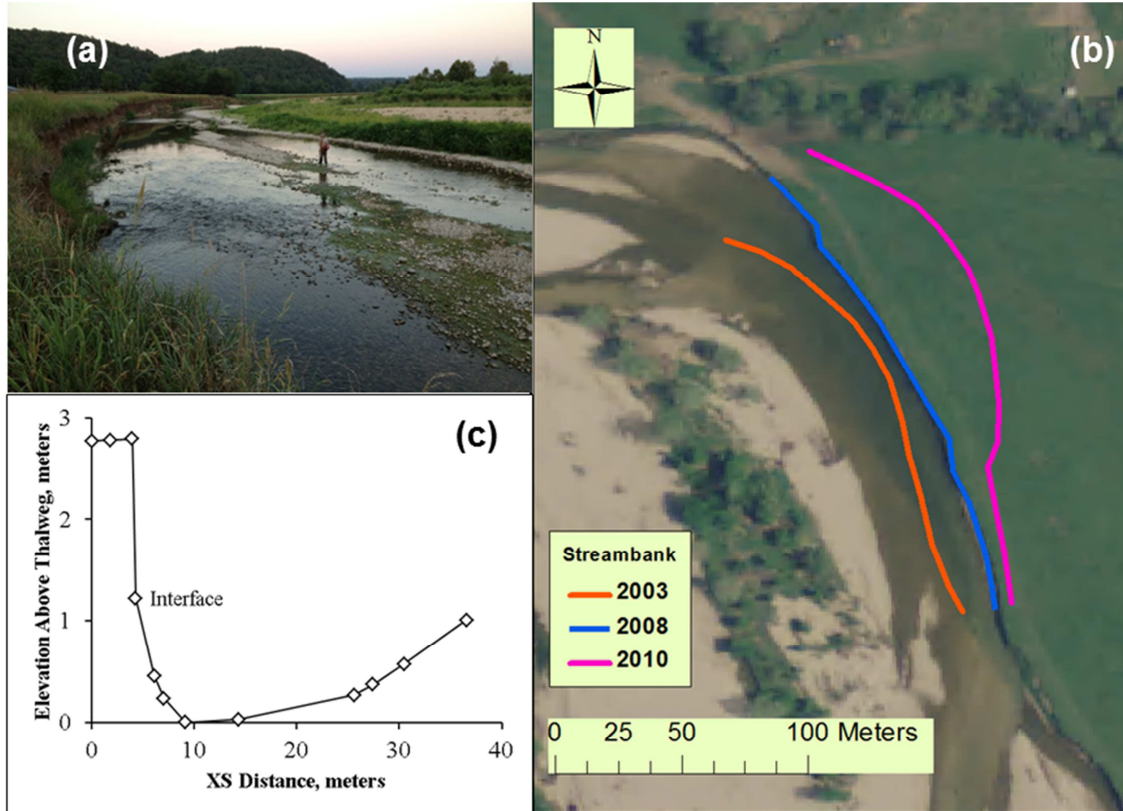 (a)
N
(b)
Streambank
2003
2008
2010
0 25 50 100 Meters
(c)
3
2
1
0
Elevation Above Thalweg, meters
Interface
0 10 20 30 40
XS Distance, meters